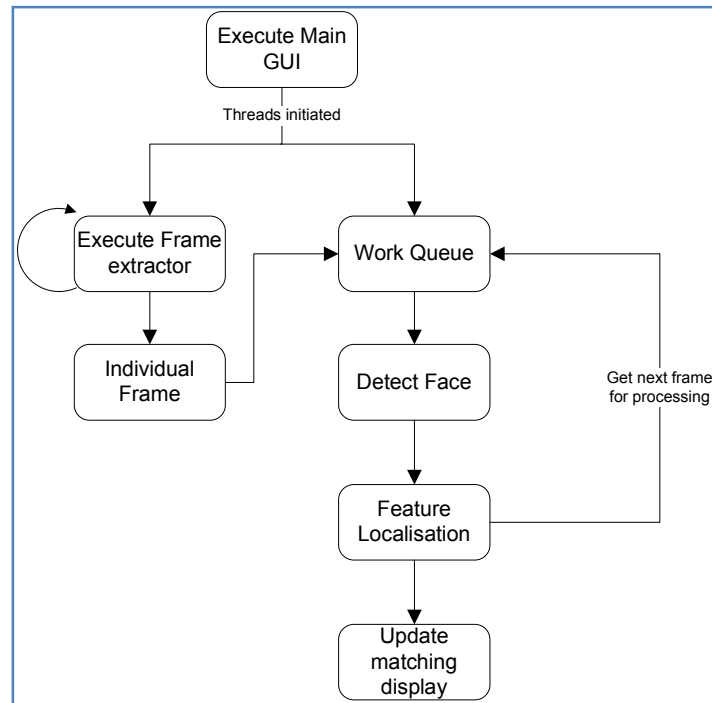 Execute Main
GUI
Threads initiated
Execute Frame
extractor
Work Queue
Individual
Frame
Detect Face
Get next frame
for processing
Feature
Localisation
Update
matching
display